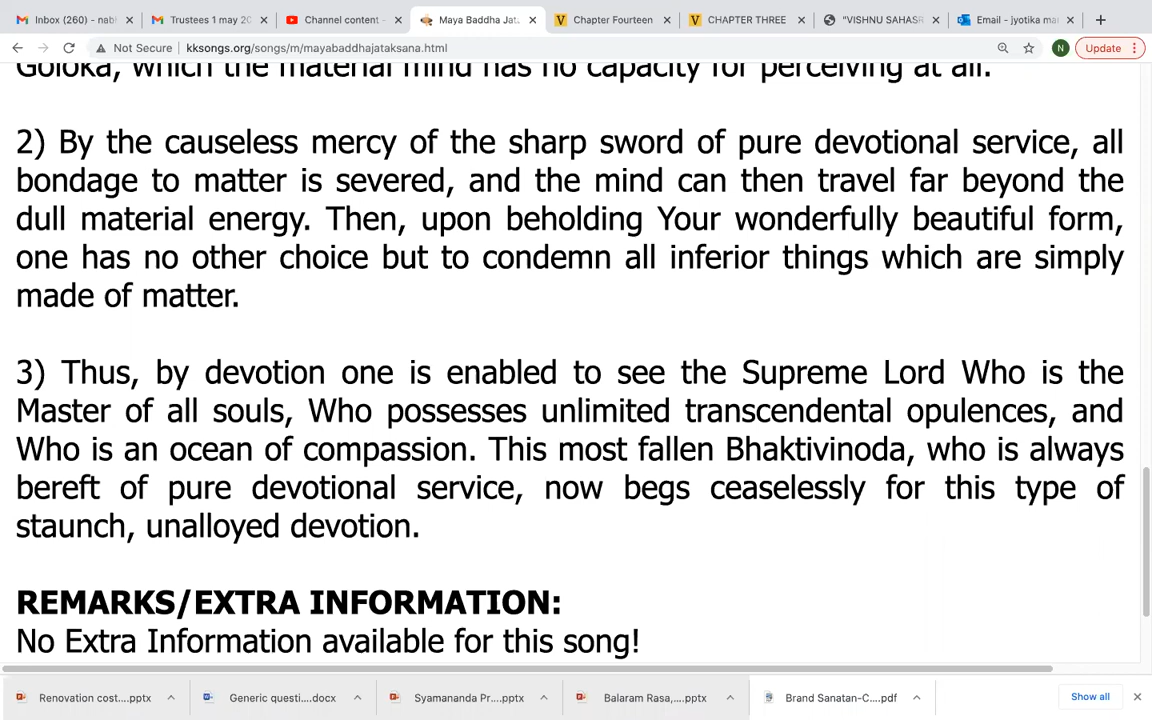 Inbox (260) - nabh
Trustees 1 may 20
Channel content -
Maya Baddha Jat
Chapter Fourteen
CHAPTER THREE
"VISHNU SAHASR
Email - jyotika ma
Not Secure | kksongs.org/songs/m/mayabaddhajataksana.html
N
Update
Goloka, which the material mind has no capacity for perceiving at all.
2) By the causeless mercy of the sharp sword of pure devotional service, all
bondage to matter is severed, and the mind can then travel far beyond the
dull material energy. Then, upon beholding Your wonderfully beautiful form,
one has no other choice but to condemn all inferior things which are simply
made of matter.
3) Thus, by devotion one is enabled to see the Supreme Lord Who is the
Master of all souls, Who possesses unlimited transcendental opulences, and
Who is an ocean of compassion. This most fallen Bhaktivinoda, who is always
bereft of pure devotional service, now begs ceaselessly for this type of
staunch, unalloyed devotion.
REMARKS/EXTRA INFORMATION:
No Extra Information available for this song!
Renovation cost....pptx
Generic questi....docx
Syamananda Pr....pptx
Balaram Rasa,....pptx
Brand Sanatan-C....pdf
Show all